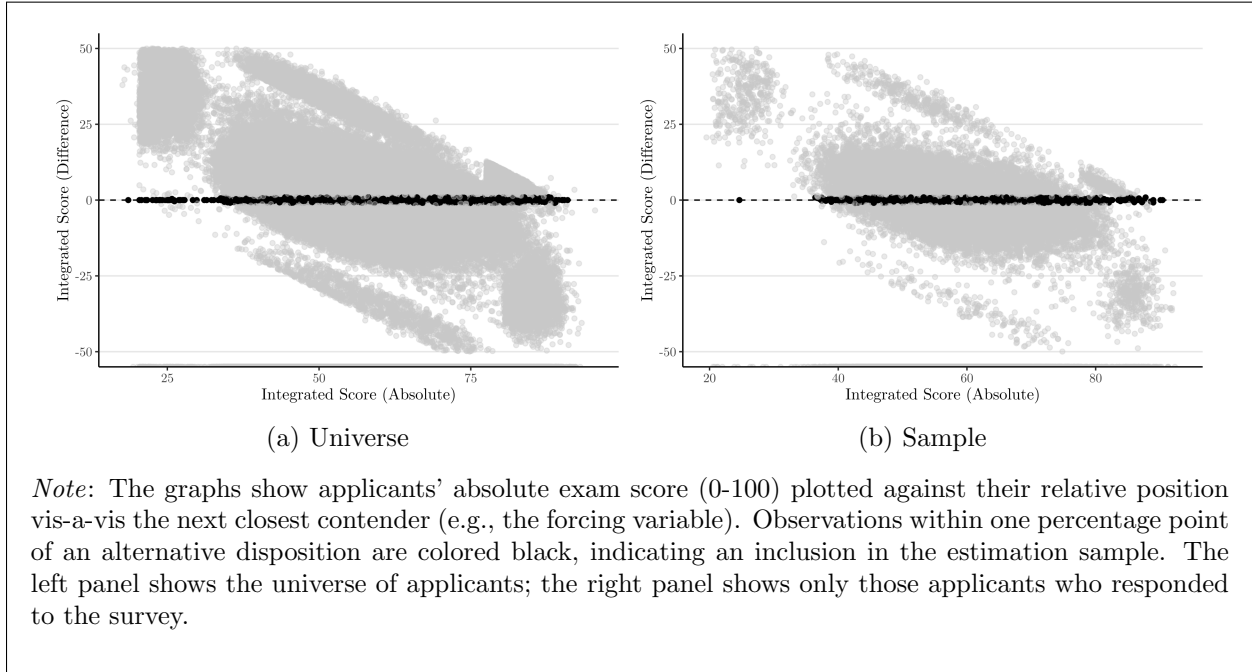 50
25
0
-25
-50
Integrated Score (Difference)
25
50
75
Integrated Score (Absolute)
(a) Universe
50
25
0
-25
-50
Integrated Score (Difference)
20
40
60
80
Integrated Score (Absolute)
(b) Sample
Note: The graphs show applicants' absolute exam score (0-100) plotted against their relative position
vis-a-vis the next closest contender (e.g., the forcing variable). Observations within one percentage point
of an alternative disposition are colored black, indicating an inclusion in the estimation sample. The
left panel shows the universe of applicants; the right panel shows only those applicants who responded
to the survey.